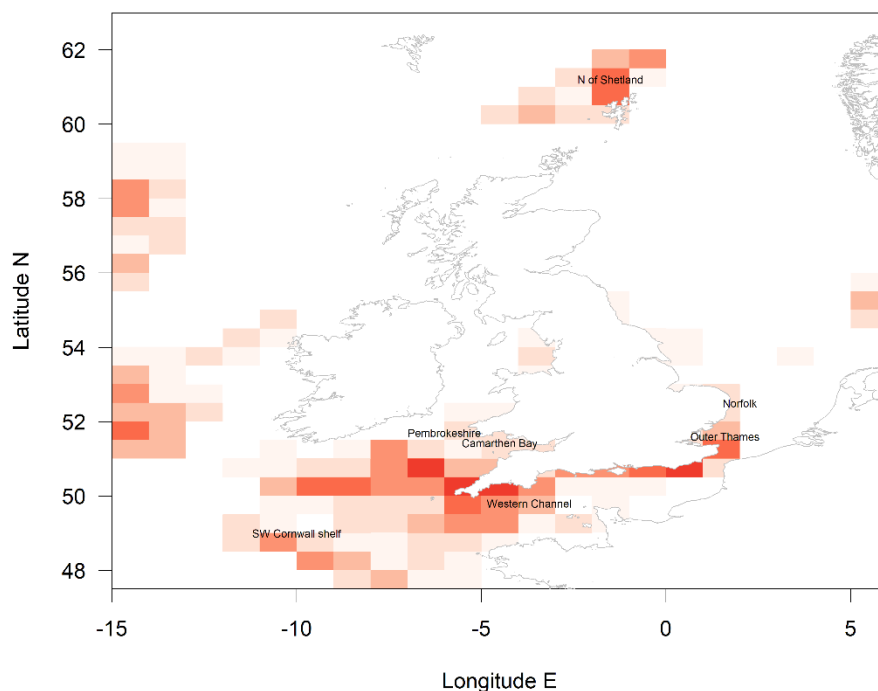 62
N of Shetland
60
58
56
54
52
50
48
Latitude N
Norfolk
Pembrokeshire
Camarthen Bay
Outer Thames
Western Channel
SW Cornwall shelf
-15
-10
-5
0
5
Longitude E